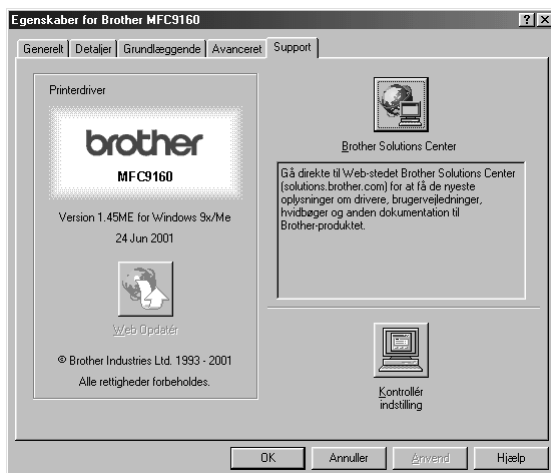 Egenskaber for Brother MFC9160
Generelt Detaljer Grundlæggende Avanceret Support
Printerdriver
brother
MFC9160
Version 1.45ME for Windows 9x/Me
24 Jun 2001
Web Opdatér
© Brother Industries Ltd. 1993 - 2001
Alle rettigheder forbeholdes.
Brother Solutions Center
Gå direkte til Web-stedet Brother Solutions Center
(solutions.brother.com) for at få de nyeste
oplysninger om drivere, brugervejledninger,
hvidbøger og anden dokumentation til
Brother-produktet.
Kontrollér
indstilling
OK Annuller Anvend Hjælp